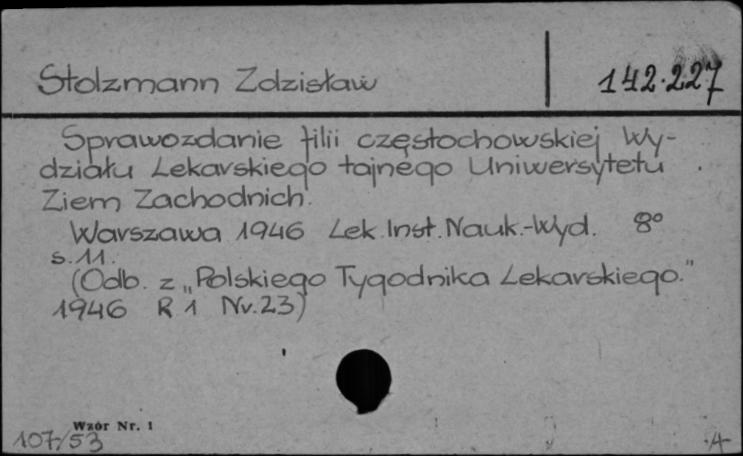 Stolzmann Zdzisław
142.227
Sprawozdanie filii częstochowskiej Wy-
działu Lekarskiego tajnego Uniwersytetu
Ziem Zachodnich.
Warszawa 1946 Lek. Inst. Nauk.-Wyd. 8°
s. 11.
(Odb. z „Polskiego Tygodnika Lekarskiego."
1946 R 1 Nr. 23)
Wzór Nr. 1
107/53
A